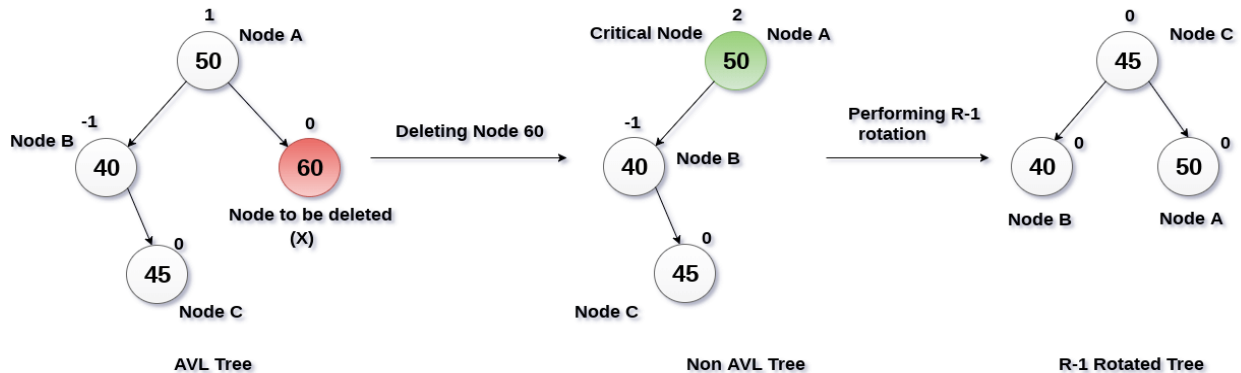 1
Node A
50
-1
Node B
40
0
60
Node to be deleted
(X)
0
45
Node C
AVL Tree
Deleting Node 60
2
Critical Node
Node A
50
-1
40
Node B
0
45
Node C
Non AVL Tree
Performing R-1
rotation
0
Node C
45
0
40
Node B
0
50
Node A
R-1 Rotated Tree